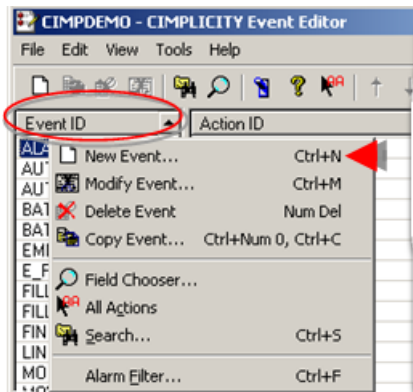 CIMPDEMO - CIMPLICITY Event Editor
File Edit View Tools Help
Event ID Action ID
ALA
AUT
AUT
BAT
BAT
EMI
E_F
FILL
FILL
FIN
LIN
MO
New Event... Ctrl+N
Modify Event... Ctrl+M
Delete Event Num Del
Copy Event... Ctrl+Num 0, Ctrl+C
Field Chooser...
All Actions
Search... Ctrl+S
Alarm Filter... Ctrl+F